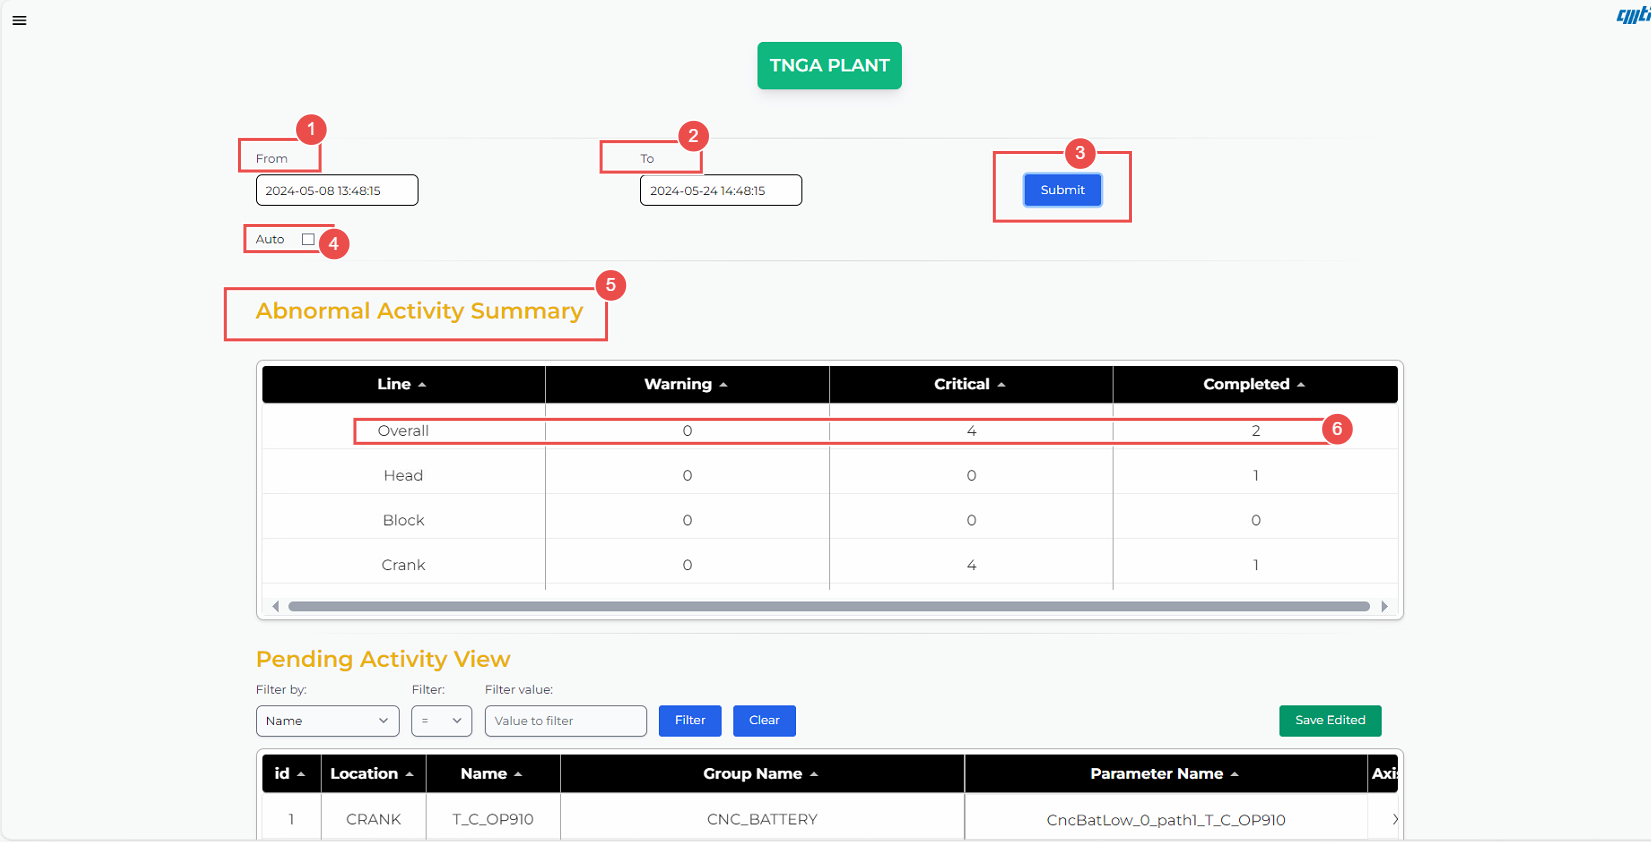 TNGA PLANT
1
2
3
From
To
2024-05-08 13:48:15
2024-05-24 14:48:15
Submit
Auto
4
5
Abnormal Activity Summary
Line Warning Critical Completed
Overall 0 4 2 6
Head 0 0 1
Block 0 0 0
Crank 0 4 1
Pending Activity View
Filter by: Filter: Filter value:
Name = Value to filter Filter Clear Save Edited
id Location Name Group Name Parameter Name
1 CRANK T_C_OP910 CNC_BATTERY CncBatLow_0_path1_T_C_OP910